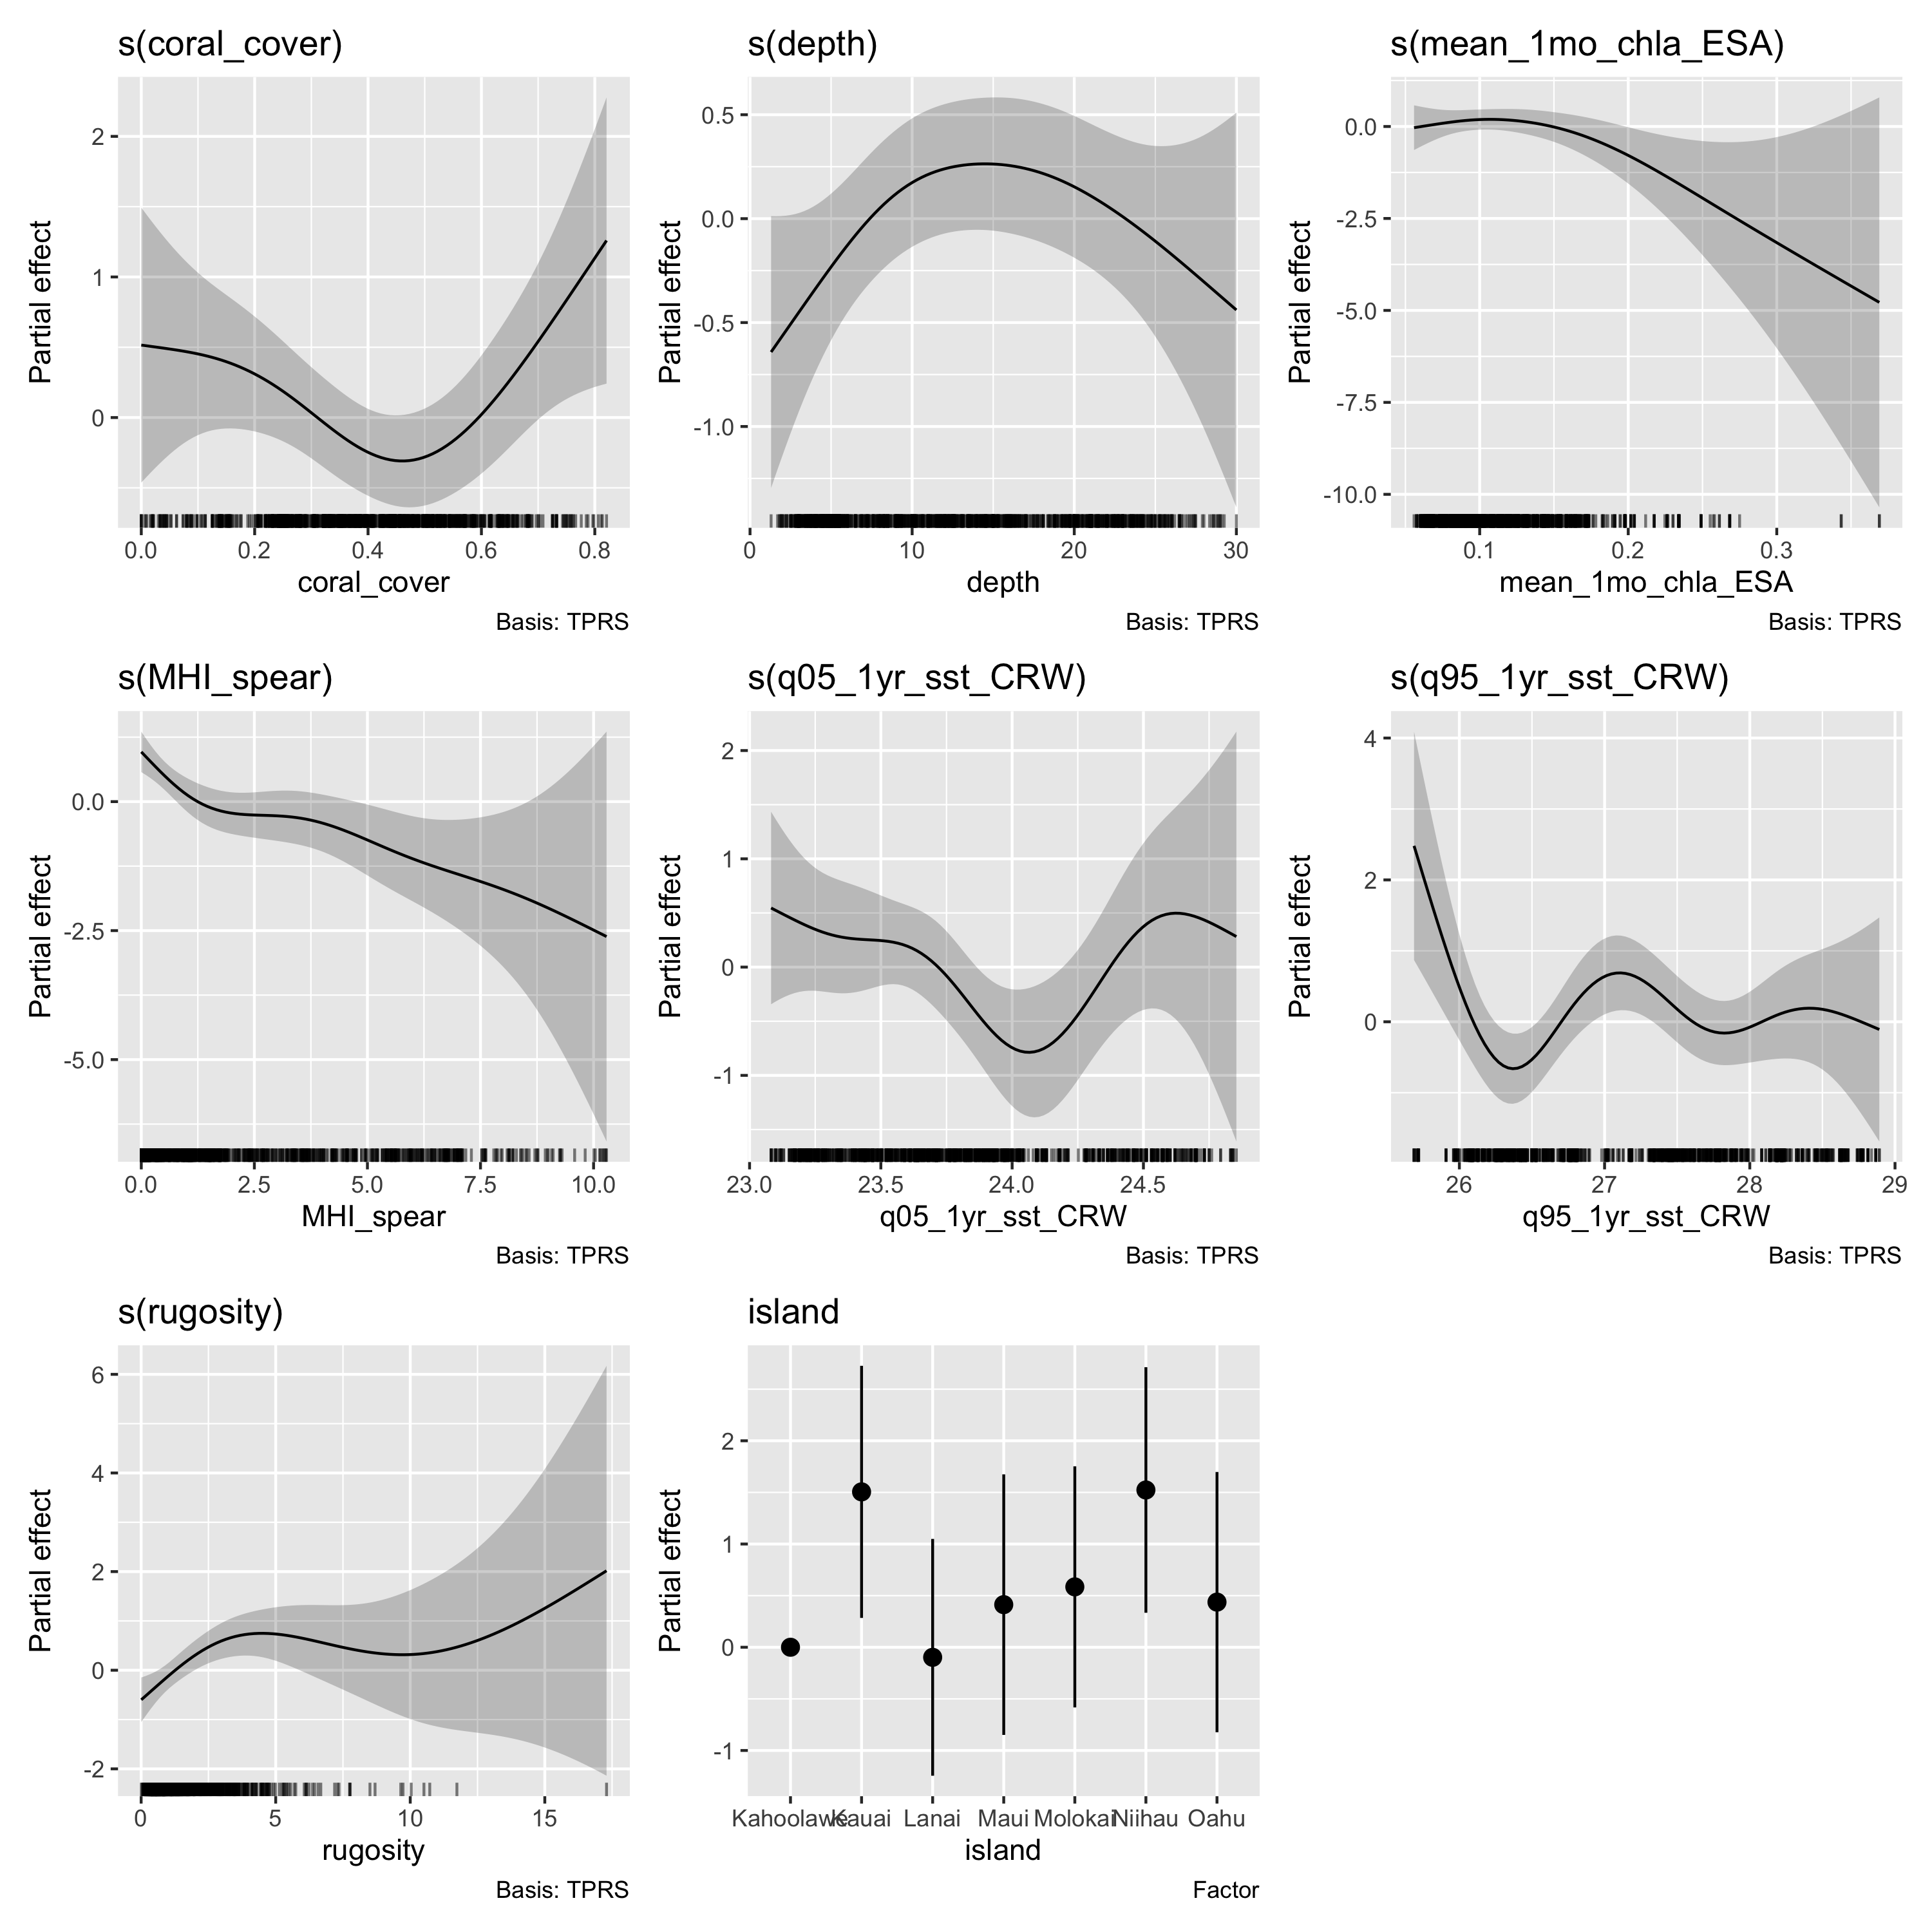 s(coral_cover)
Partial effect
2
1
0
0.0 0.2 0.4 0.6 0.8
coral_cover
Basis: TPRS
s(depth)
Partial effect
0.5
0.0
-0.5
-1.0
0 10 20 30
depth
Basis: TPRS
s(mean_1mo_chla_ESA)
Partial effect
0.0
-2.5
-5.0
-7.5
-10.0
0.1 0.2 0.3
mean_1mo_chla_ESA
Basis: TPRS
s(MHI_spear)
Partial effect
0.0
-2.5
-5.0
0.0 2.5 5.0 7.5 10.0
MHI_spear
Basis: TPRS
s(q05_1yr_sst_CRW)
Partial effect
2
1
0
-1
23.0 23.5 24.0 24.5
q05_1yr_sst_CRW
Basis: TPRS
s(q95_1yr_sst_CRW)
Partial effect
4
2
0
26 27 28 29
q95_1yr_sst_CRW
Basis: TPRS
s(rugosity)
Partial effect
6
4
2
0
-2
0 5 10 15
rugosity
Basis: TPRS
island
Partial effect
2
1
0
-1
Kahoolawe Kauai Lanai Maui Molokai Niihau Oahu
island
Factor